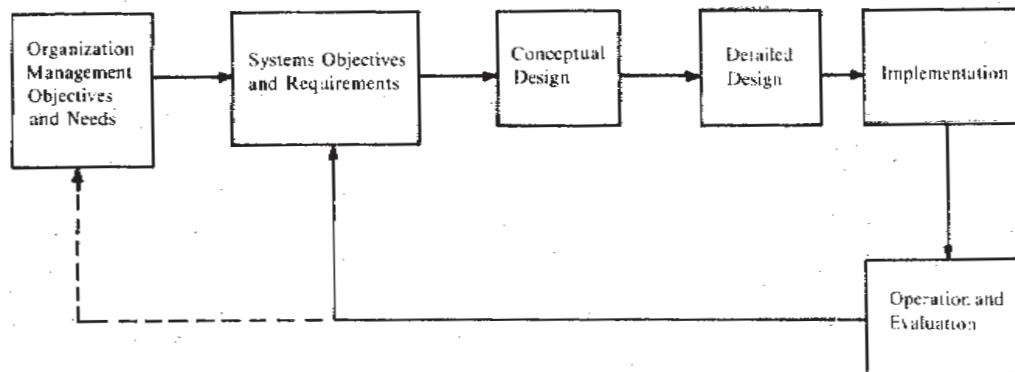 Organization
Management
Objectives
and Needs
Systems Objectives
and Requirements
Conceptual
Design
Detailed
Design
Implementation
Operation and
Evaluation